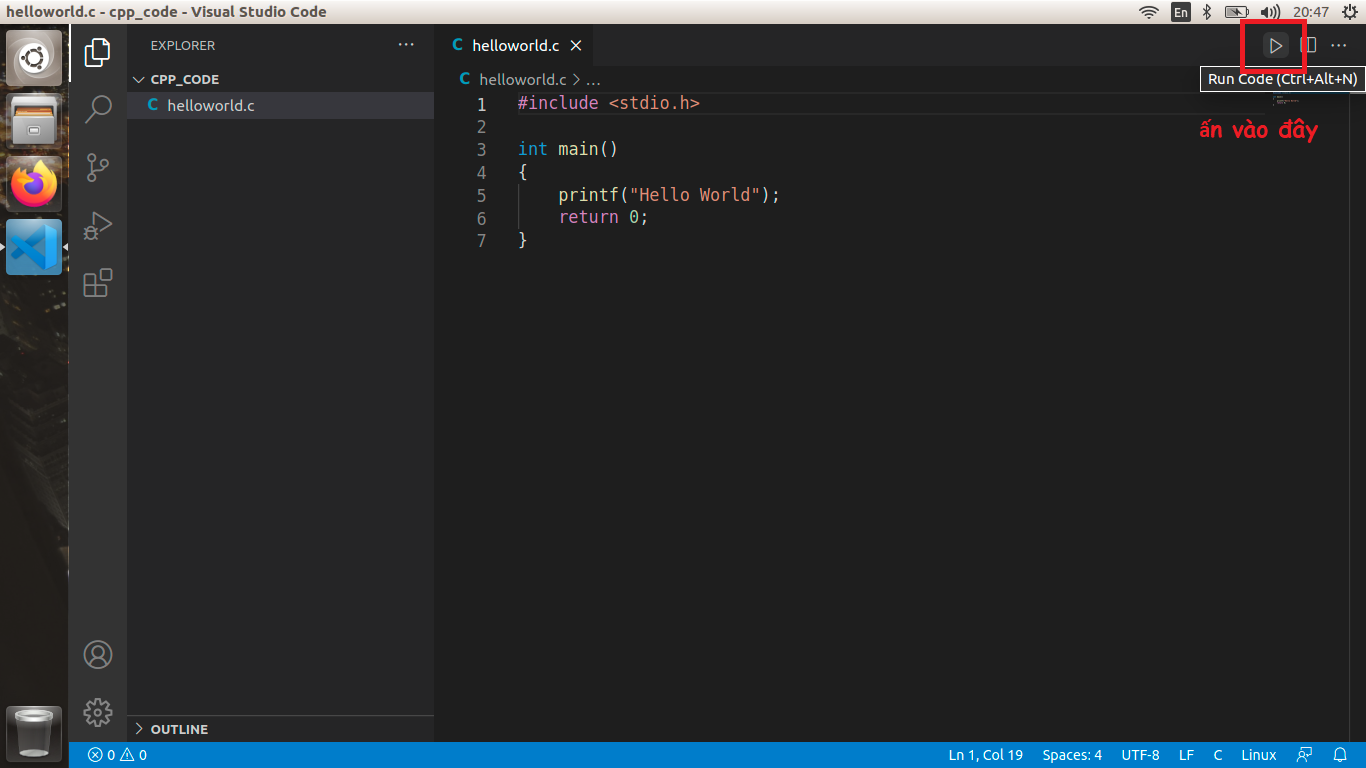 helloworld.c - cpp_code - Visual Studio Code
En
20:47
EXPLORER
helloworld.c
CPP_CODE
helloworld.c
helloworld.c > ...
Run Code (Ctrl+Alt+N)
ấn vào đây
1 #include <stdio.h>
2
3 int main()
4 {
5 printf("Hello World");
6 return 0;
7 }
OUTLINE
0 0
Ln 1, Col 19 Spaces: 4 UTF-8 LF C Linux